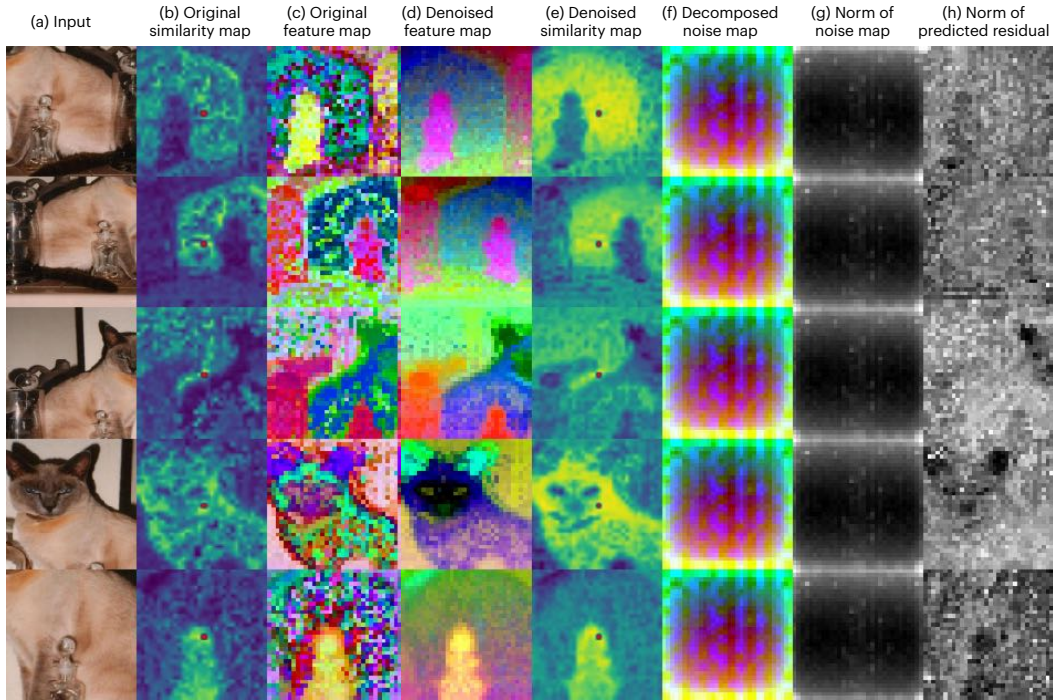 (a) Input
(b) Original
similarity map
(c) Original
feature map
(d) Denoised
feature map
(e) Denoised
similarity map
(f) Decomposed
noise map
(g) Norm of
noise map
(h) Norm of
predicted residual